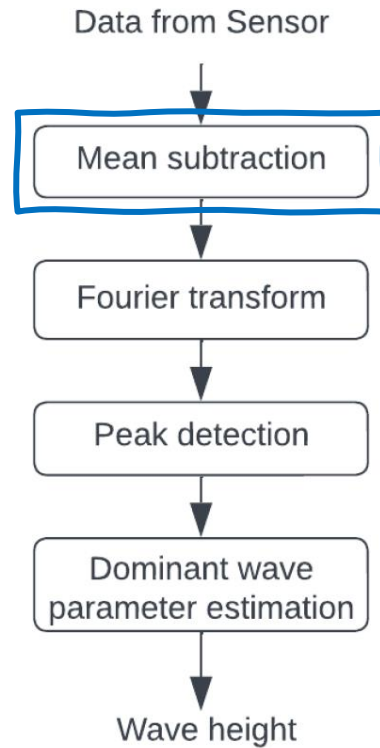 Data from Sensor
Mean subtraction
Fourier transform
Peak detection
Dominant wave
parameter estimation
Wave height